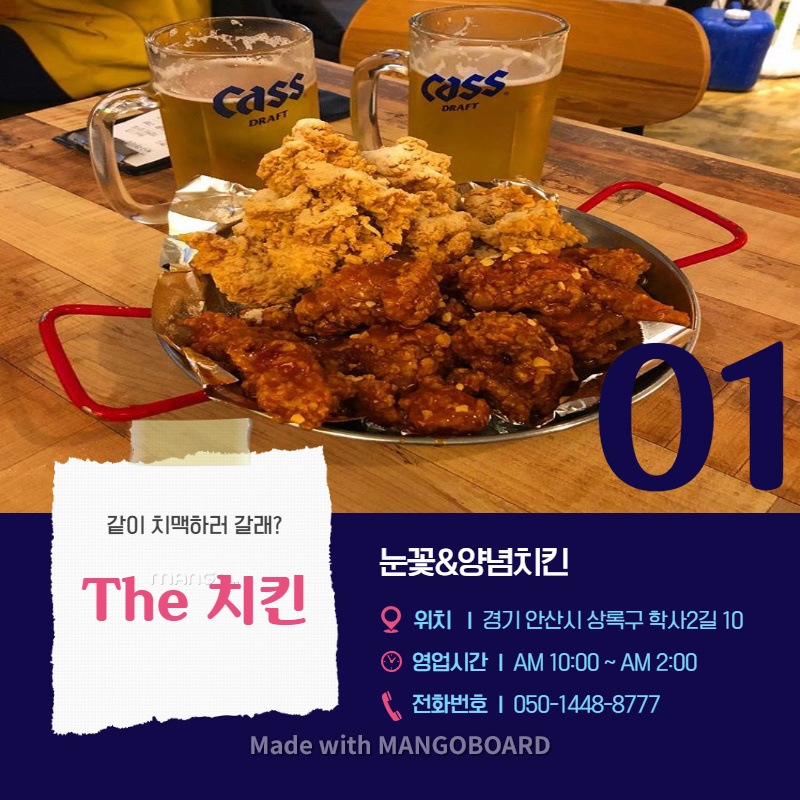 Cass
DRAFT
Cass
DRAFT
01
같이 치맥하러 갈래?
The 치킨
눈꽃&양념치킨
위치 | 경기 안산시 상록구 학사2길 10
영업시간 | AM 10:00 ~ AM 2:00
전화번호 | 050-1448-8777
Made with MANGOBOARD